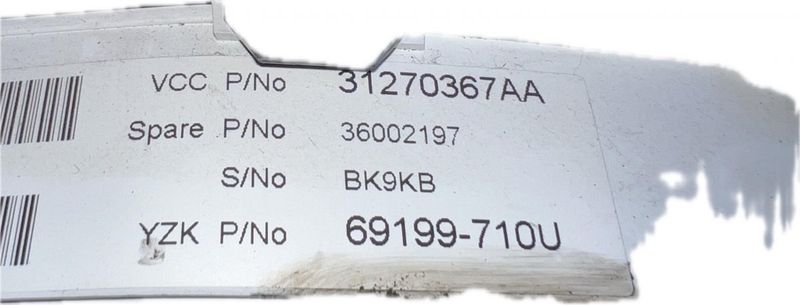 VCC P/No 31270367AA
Spare P/No 36002197
S/No BK9KB
YZK P/No 69199-710U